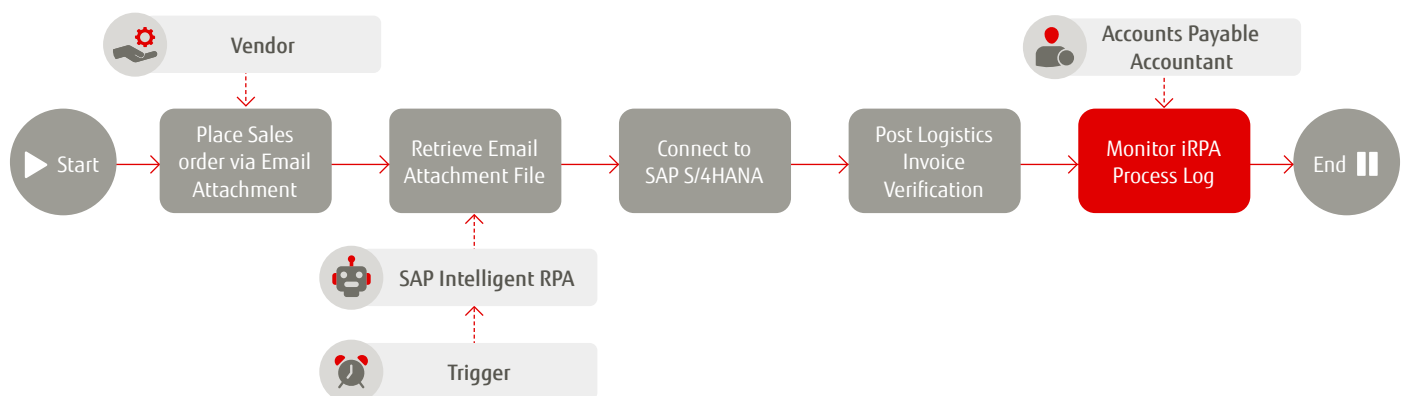 Vendor
Accounts Payable
Accountant
Start
Place Sales
order via Email
Attachment
Retrieve Email
Attachment File
Connect to
SAP S/4HANA
Post Logistics
Invoice
Verification
Monitor iRPA
Process Log
End
SAP Intelligent RPA
Trigger